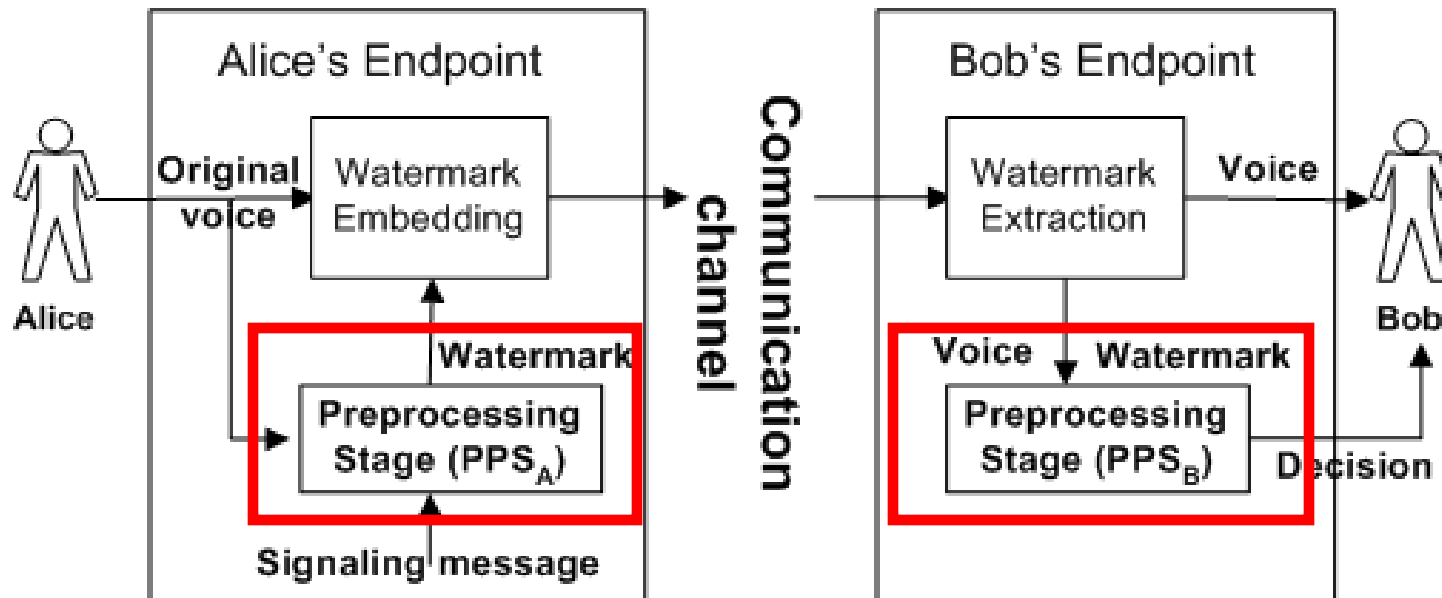 Alice's Endpoint
Bob's Endpoint
Original
voice
Watermark
Embedding
Communication
channel
Watermark
Extraction
Voice
Alice
Bob
Watermark
Voice
Watermark
Preprocessing
Stage (PPSA)
Preprocessing
Stage (PPSB)
Decision
Signaling message